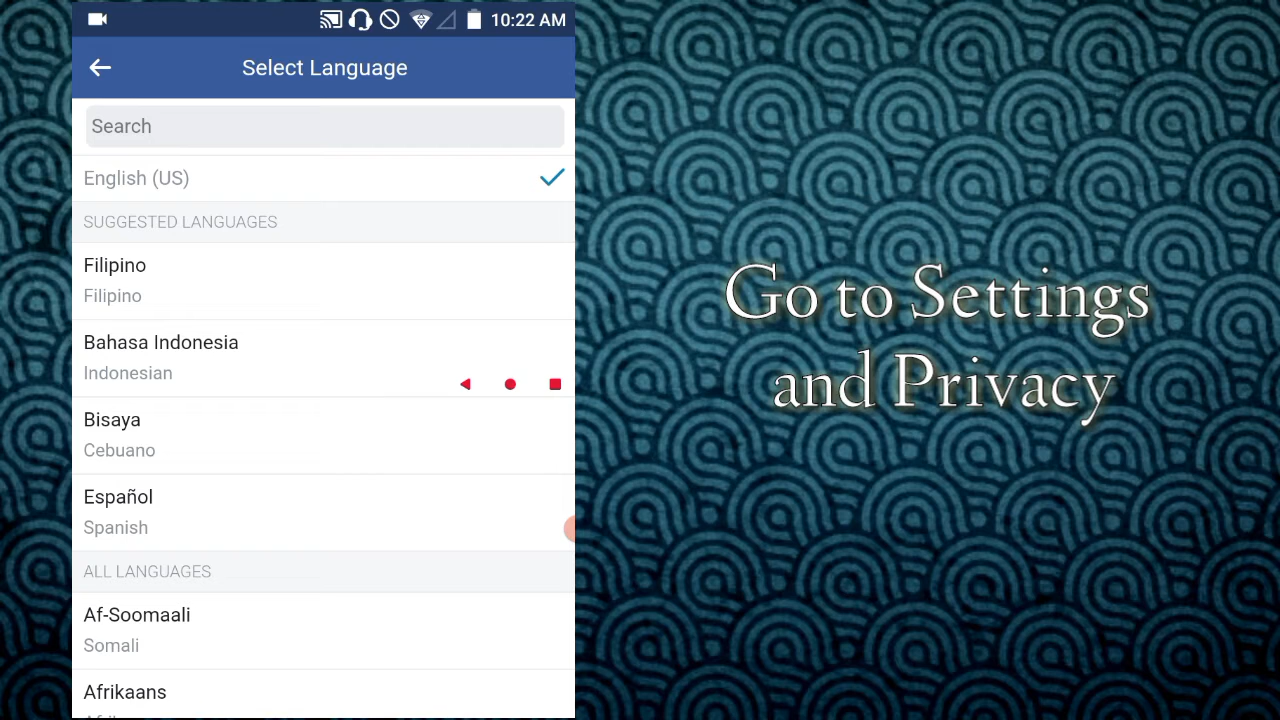 10:22 AM
Select Language
Search
English (US)
SUGGESTED LANGUAGES
Filipino
Filipino
Bahasa Indonesia
Indonesian
Bisaya
Cebuano
Español
Spanish
ALL LANGUAGES
Af-Soomaali
Somali
Afrikaans
Go to Settings
and Privacy